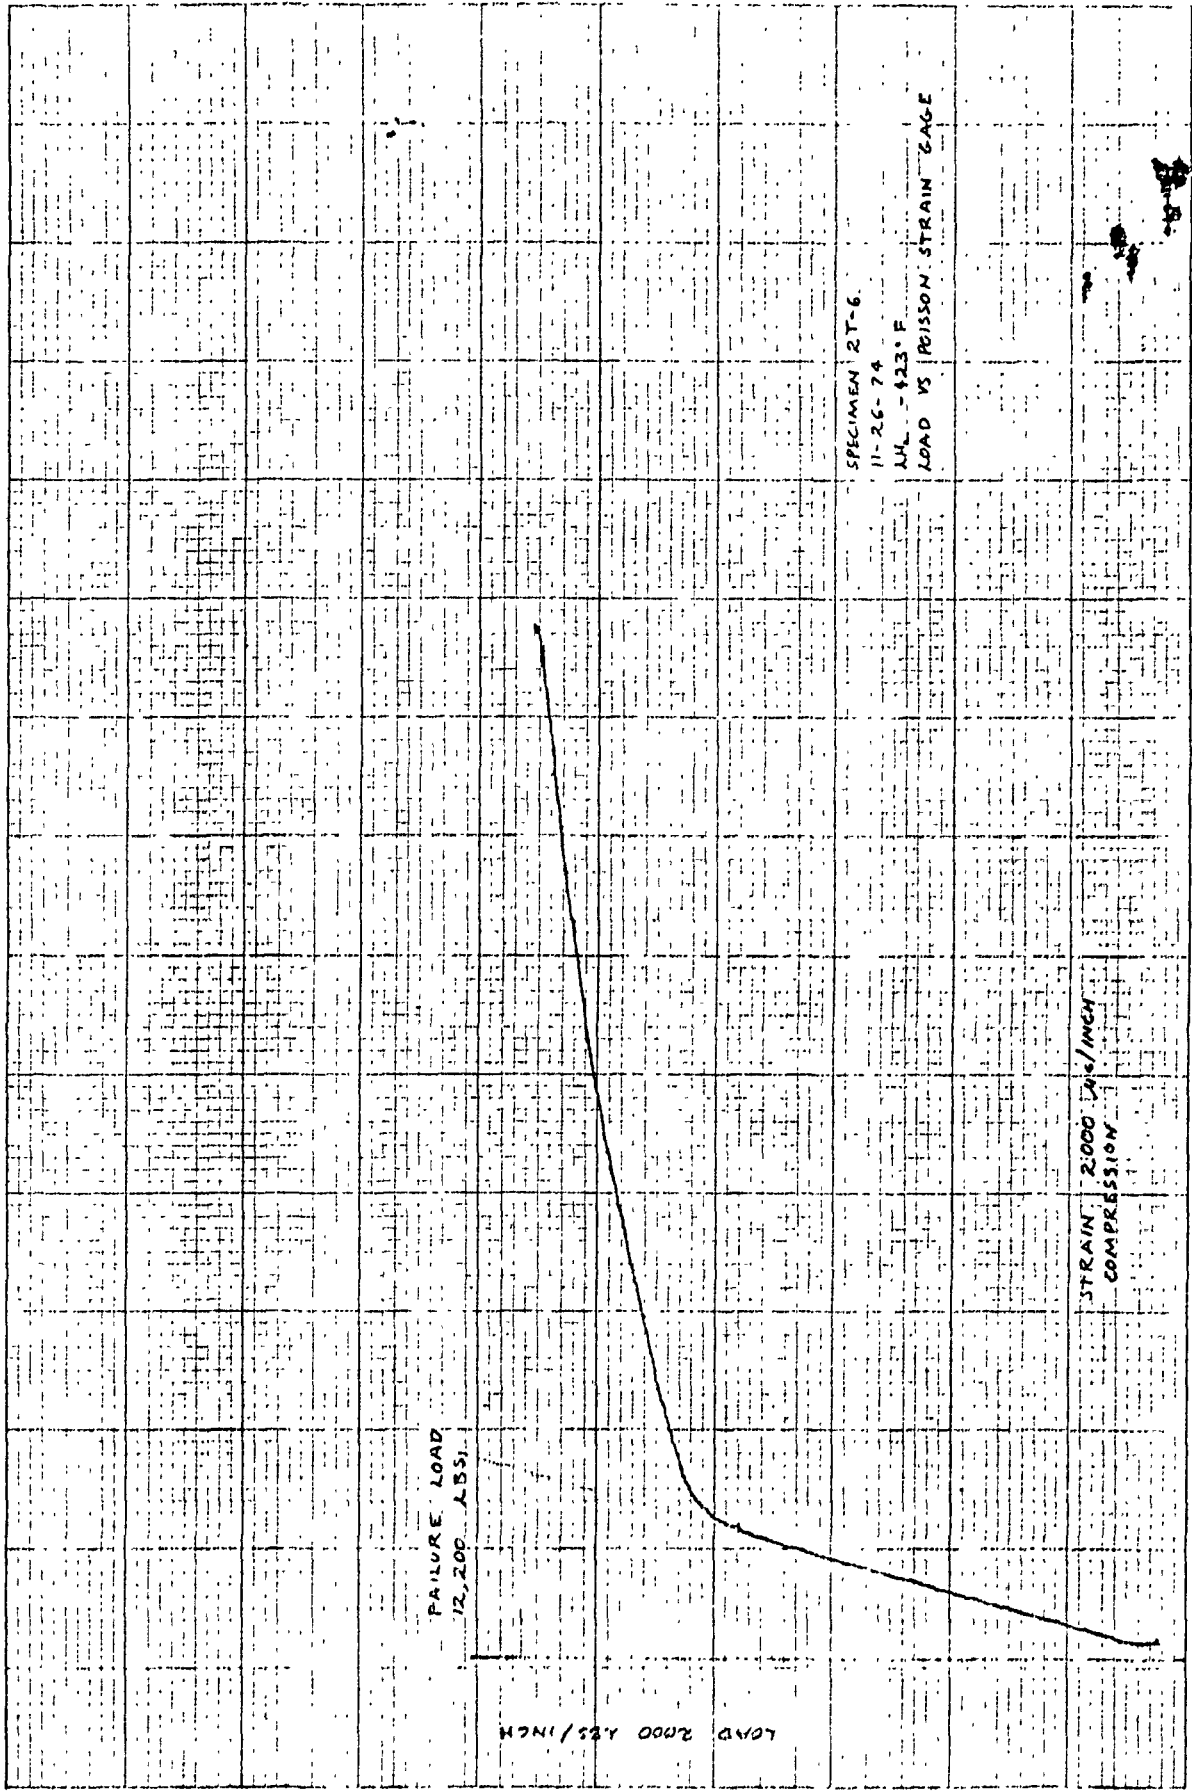 FAILURE LOAD
12,200 LBS.
SPECIMEN 2T-6
11-26-74
LH₂ -423°F
LOAD VS POISSON STRAIN GAGE
STRAIN 2000 με/INCH
COMPRESSION
LOAD 2000 LBS/INCH